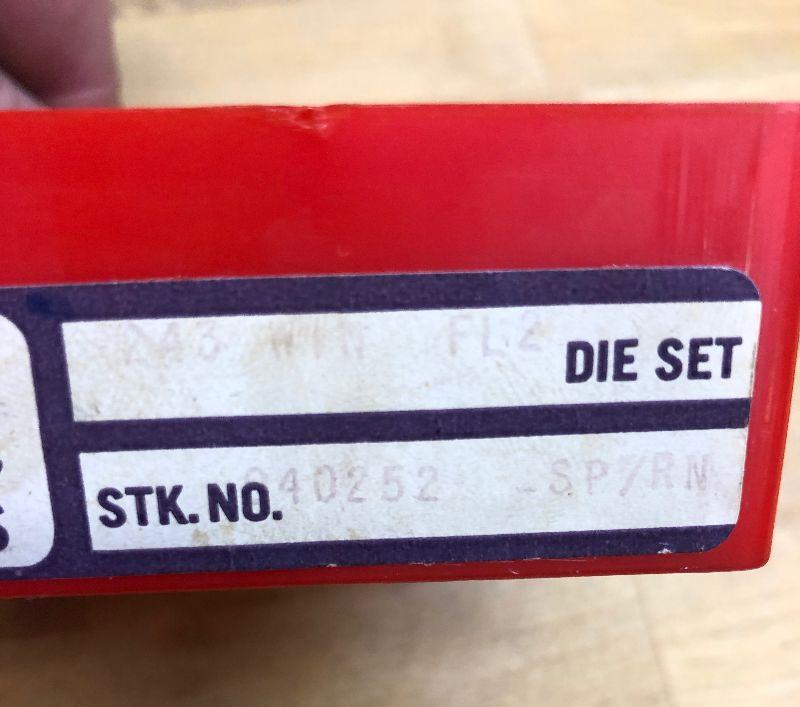 243 WIN FL2 DIE SET
STK. NO. 040252 -SP/RN
S